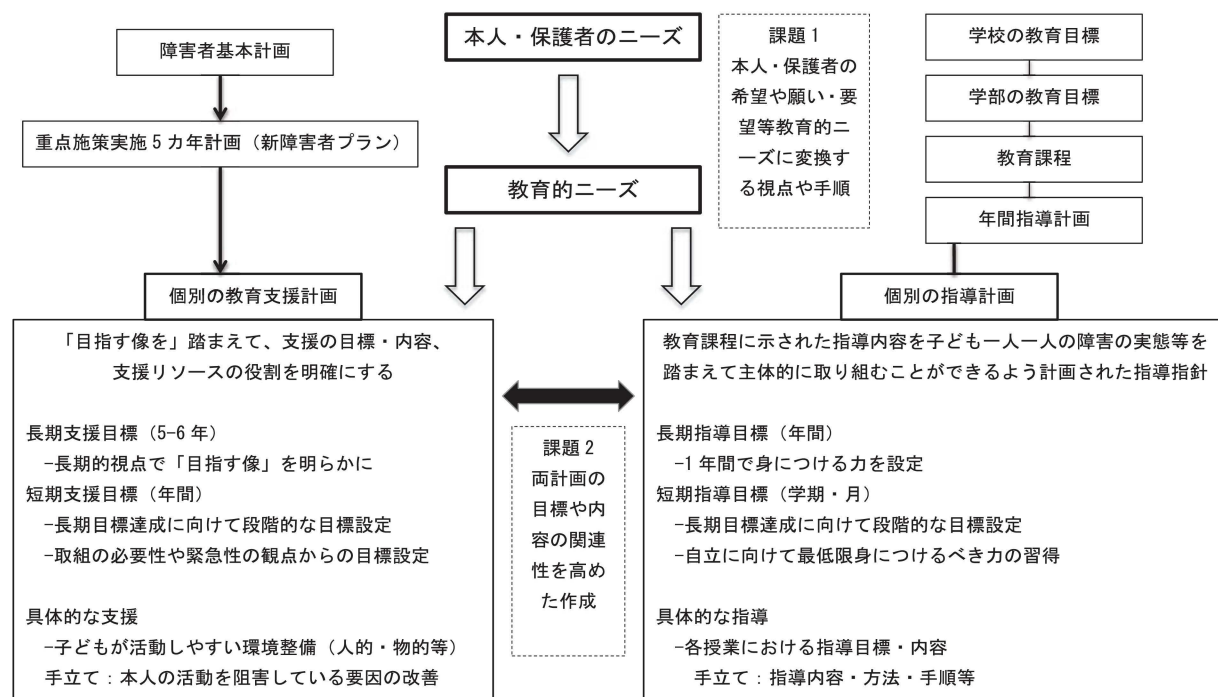 障害者基本計画
重点施策実施5カ年計画（新障害者プラン）
本人・保護者のニーズ
教育的ニーズ
課題1
本人・保護者の
希望や願い・要
望等教育的ニ
ーズに変換す
る視点や手順
学校の教育目標
学部の教育目標
教育課程
年間指導計画
個別の教育支援計画
「目指す像を」踏まえて、支援の目標・内容、
支援リソースの役割を明確にする
長期支援目標（5-6年）
-長期的視点で「目指す像」を明らかに
短期支援目標（年間）
-長期目標達成に向けて段階的な目標設定
-取組の必要性や緊急性の観点からの目標設定
具体的な支援
-子どもが活動しやすい環境整備（人的・物的等）
手立て：本人の活動を阻害している要因の改善
課題2
両計画の
目標や内
容の関連
性を高め
た作成
個別の指導計画
教育課程に示された指導内容を子ども一人一人の障害の実態等を
踏まえて主体的に取り組むことができるよう計画された指導指針
長期指導目標（年間）
-1年間で身につける力を設定
短期指導目標（学期・月）
-長期目標達成に向けて段階的な目標設定
-自立に向けて最低限身につけるべき力の習得
具体的な指導
-各授業における指導目標・内容
手立て：指導内容・方法・手順等